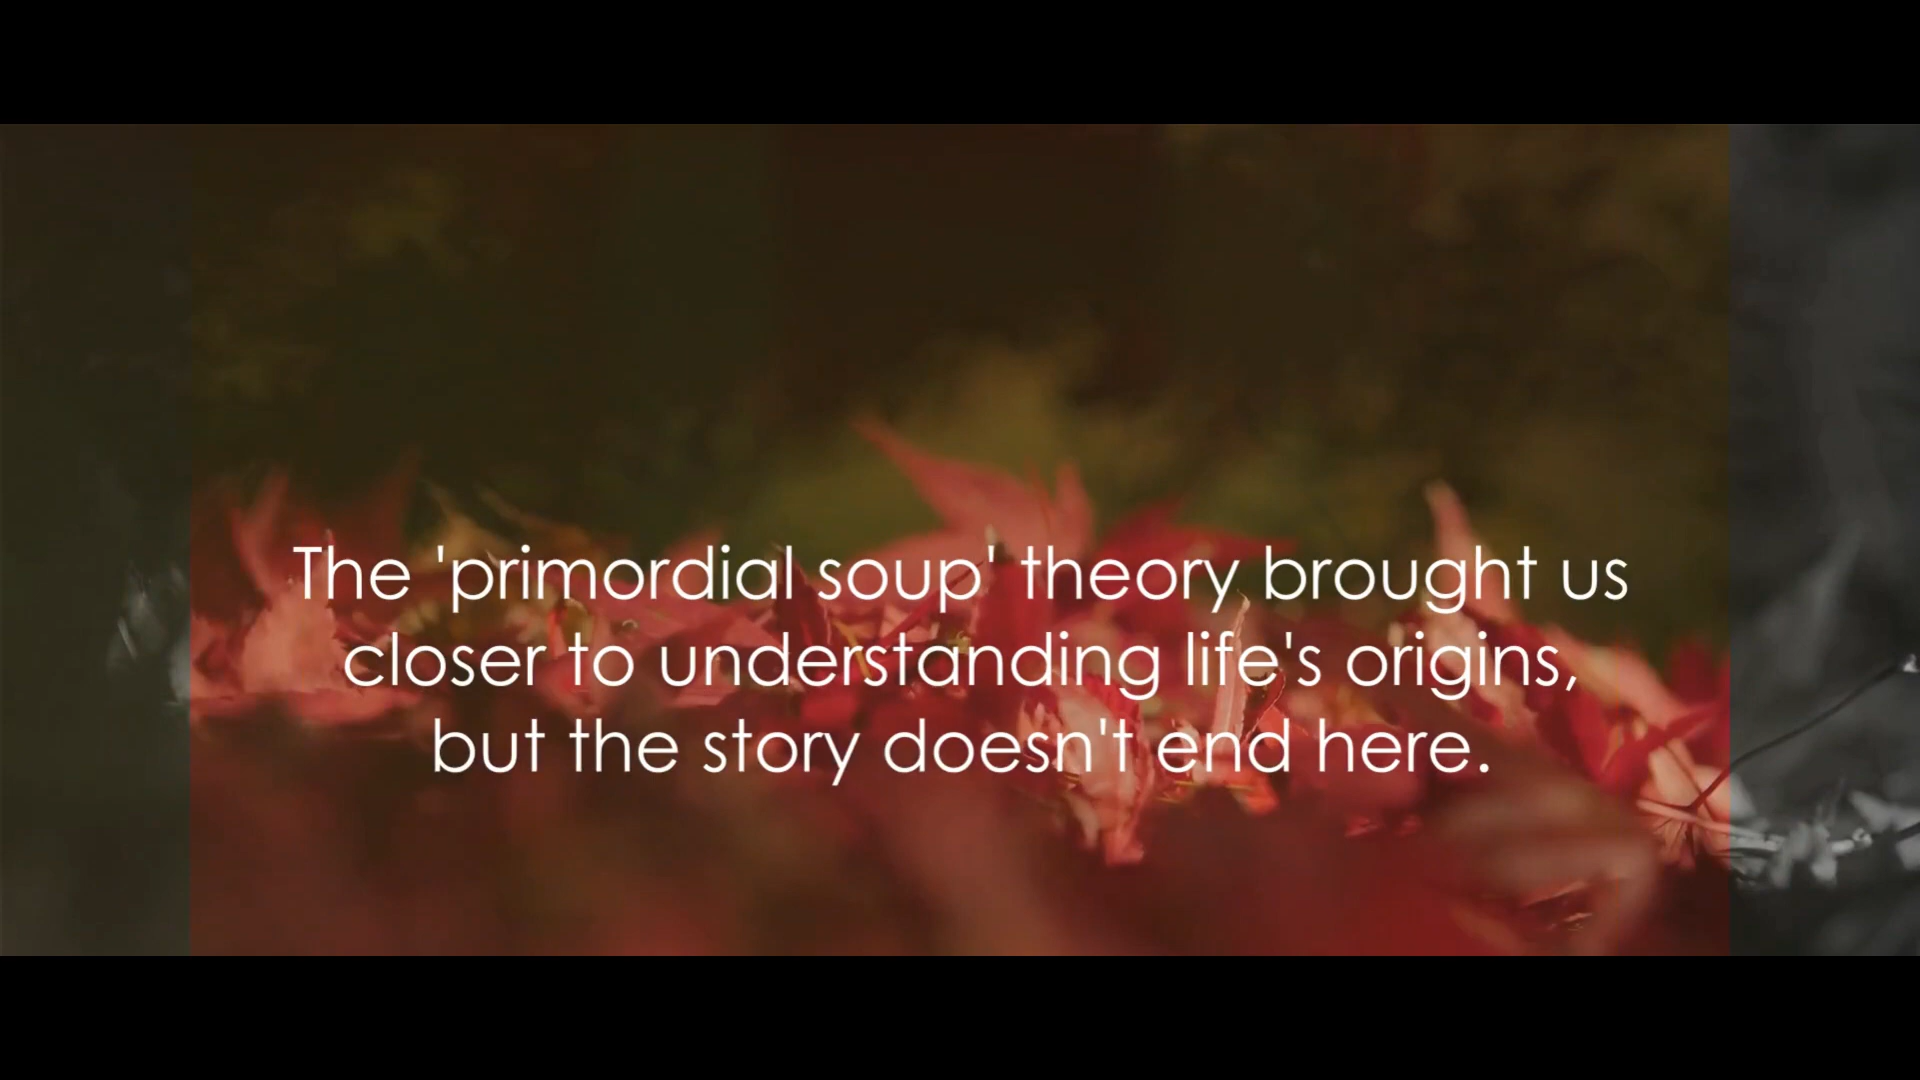 The 'primordial soup' theory brought us
closer to understanding life's origins,
but the story doesn't end here.